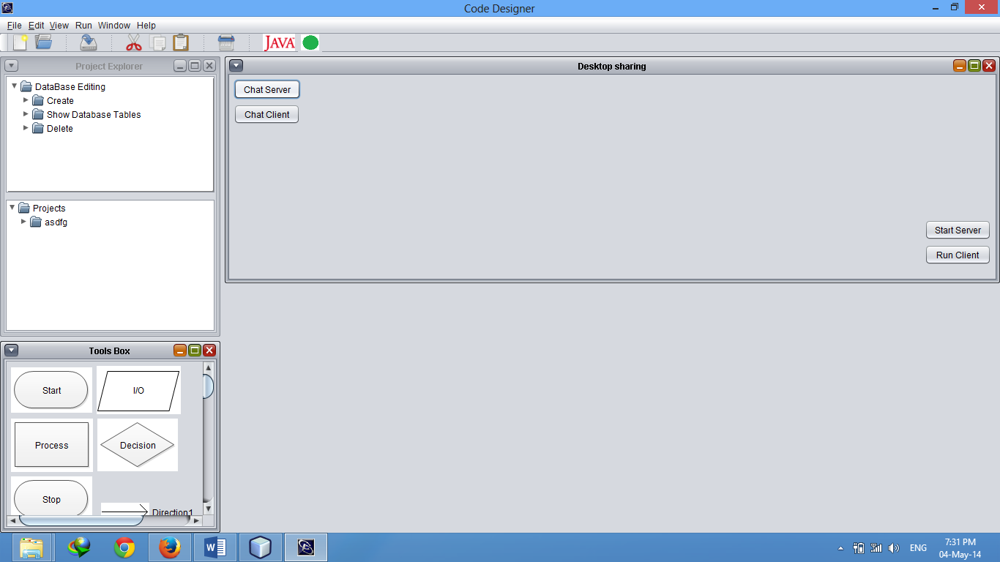 Code Designer
File Edit View Run Window Help
JAVA
Project Explorer
DataBase Editing
Create
Show Database Tables
Delete
Projects
asdfg
Desktop sharing
Chat Server
Chat Client
Start Server
Run Client
Tools Box
Start
I/O
Process
Decision
Stop
Direction1
ENG
7:31 PM
04-May-14